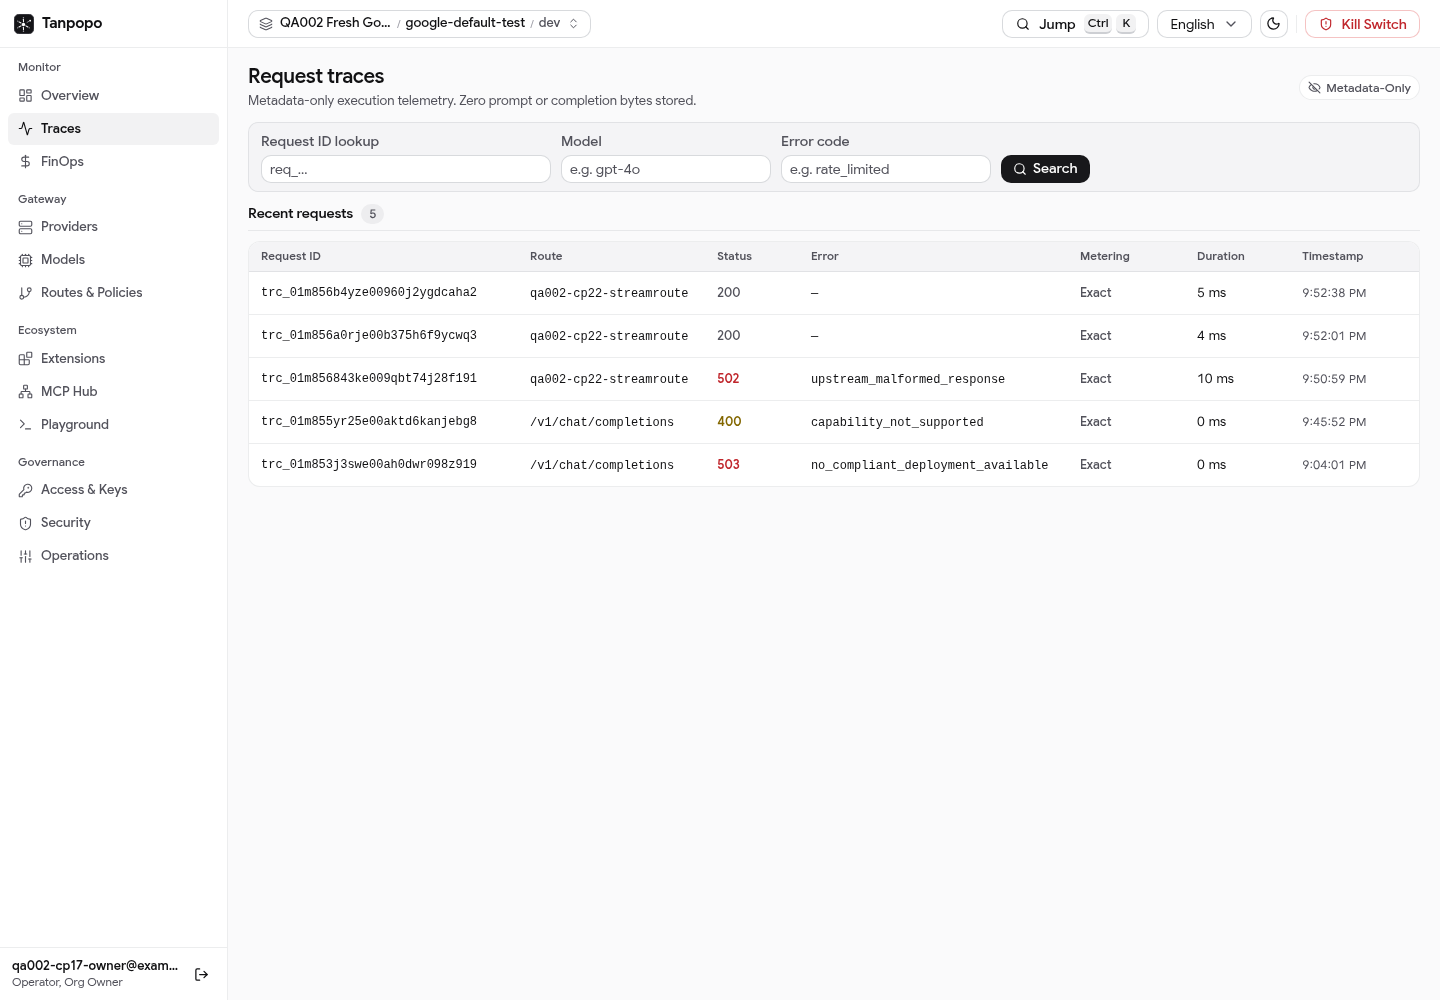 Tanpopo
QA002 Fresh Go... / google-default-test / dev
Jump Ctrl K
English
Kill Switch
Monitor
Overview
Traces
FinOps
Gateway
Providers
Models
Routes & Policies
Ecosystem
Extensions
MCP Hub
Playground
Governance
Access & Keys
Security
Operations
qa002-cp17-owner@exam...
Operator, Org Owner
Request traces
Metadata-only execution telemetry. Zero prompt or completion bytes stored.
Metadata-Only
Request ID lookup Model Error code
req_... e.g. gpt-4o e.g. rate_limited Search
Recent requests 5
Request ID Route Status Error Metering Duration Timestamp
trc_01m856b4yze00960j2ygdcaha2 qa002-cp22-streamroute 200 — Exact 5 ms 9:52:38 PM
trc_01m856a0rje00b375h6f9ycwq3 qa002-cp22-streamroute 200 — Exact 4 ms 9:52:01 PM
trc_01m856843ke009qbt74j28f191 qa002-cp22-streamroute 502 upstream_malformed_response Exact 10 ms 9:50:59 PM
trc_01m855yr25e00aktd6kanjebg8 /v1/chat/completions 400 capability_not_supported Exact 0 ms 9:45:52 PM
trc_01m853j3swe00ah0dwr098z919 /v1/chat/completions 503 no_compliant_deployment_available Exact 0 ms 9:04:01 PM